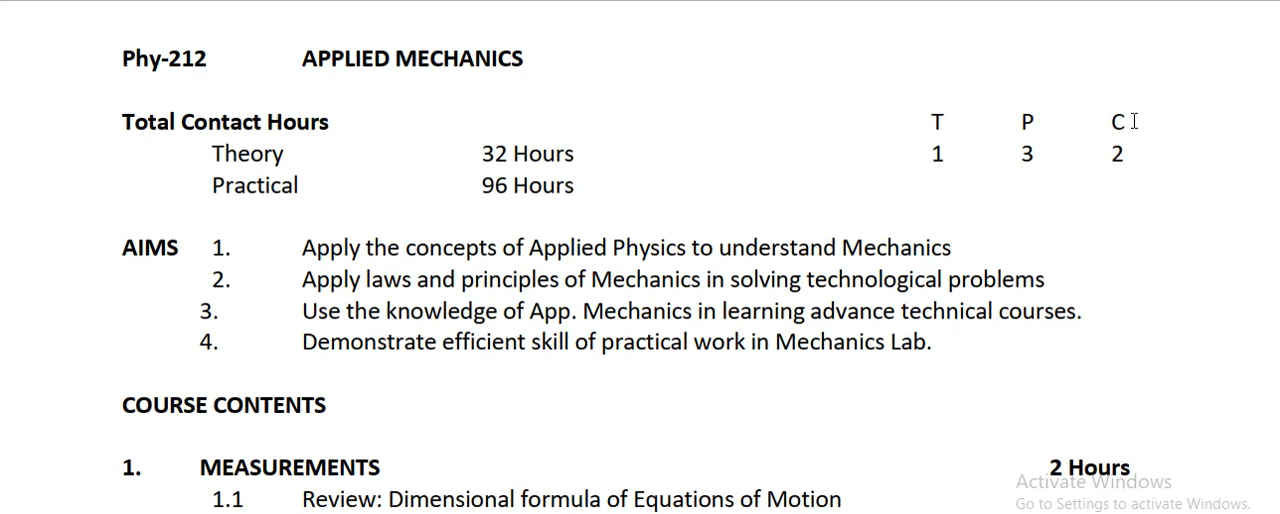 Phy-212 APPLIED MECHANICS
Total Contact Hours T P C
Theory 32 Hours 1 3 2
Practical 96 Hours
AIMS 1. Apply the concepts of Applied Physics to understand Mechanics
2. Apply laws and principles of Mechanics in solving technological problems
3. Use the knowledge of App. Mechanics in learning advance technical courses.
4. Demonstrate efficient skill of practical work in Mechanics Lab.
COURSE CONTENTS
1. MEASUREMENTS 2 Hours
Activate Windows
1.1 Review: Dimensional formula of Equations of Motion
Go to Settings to activate Windows.